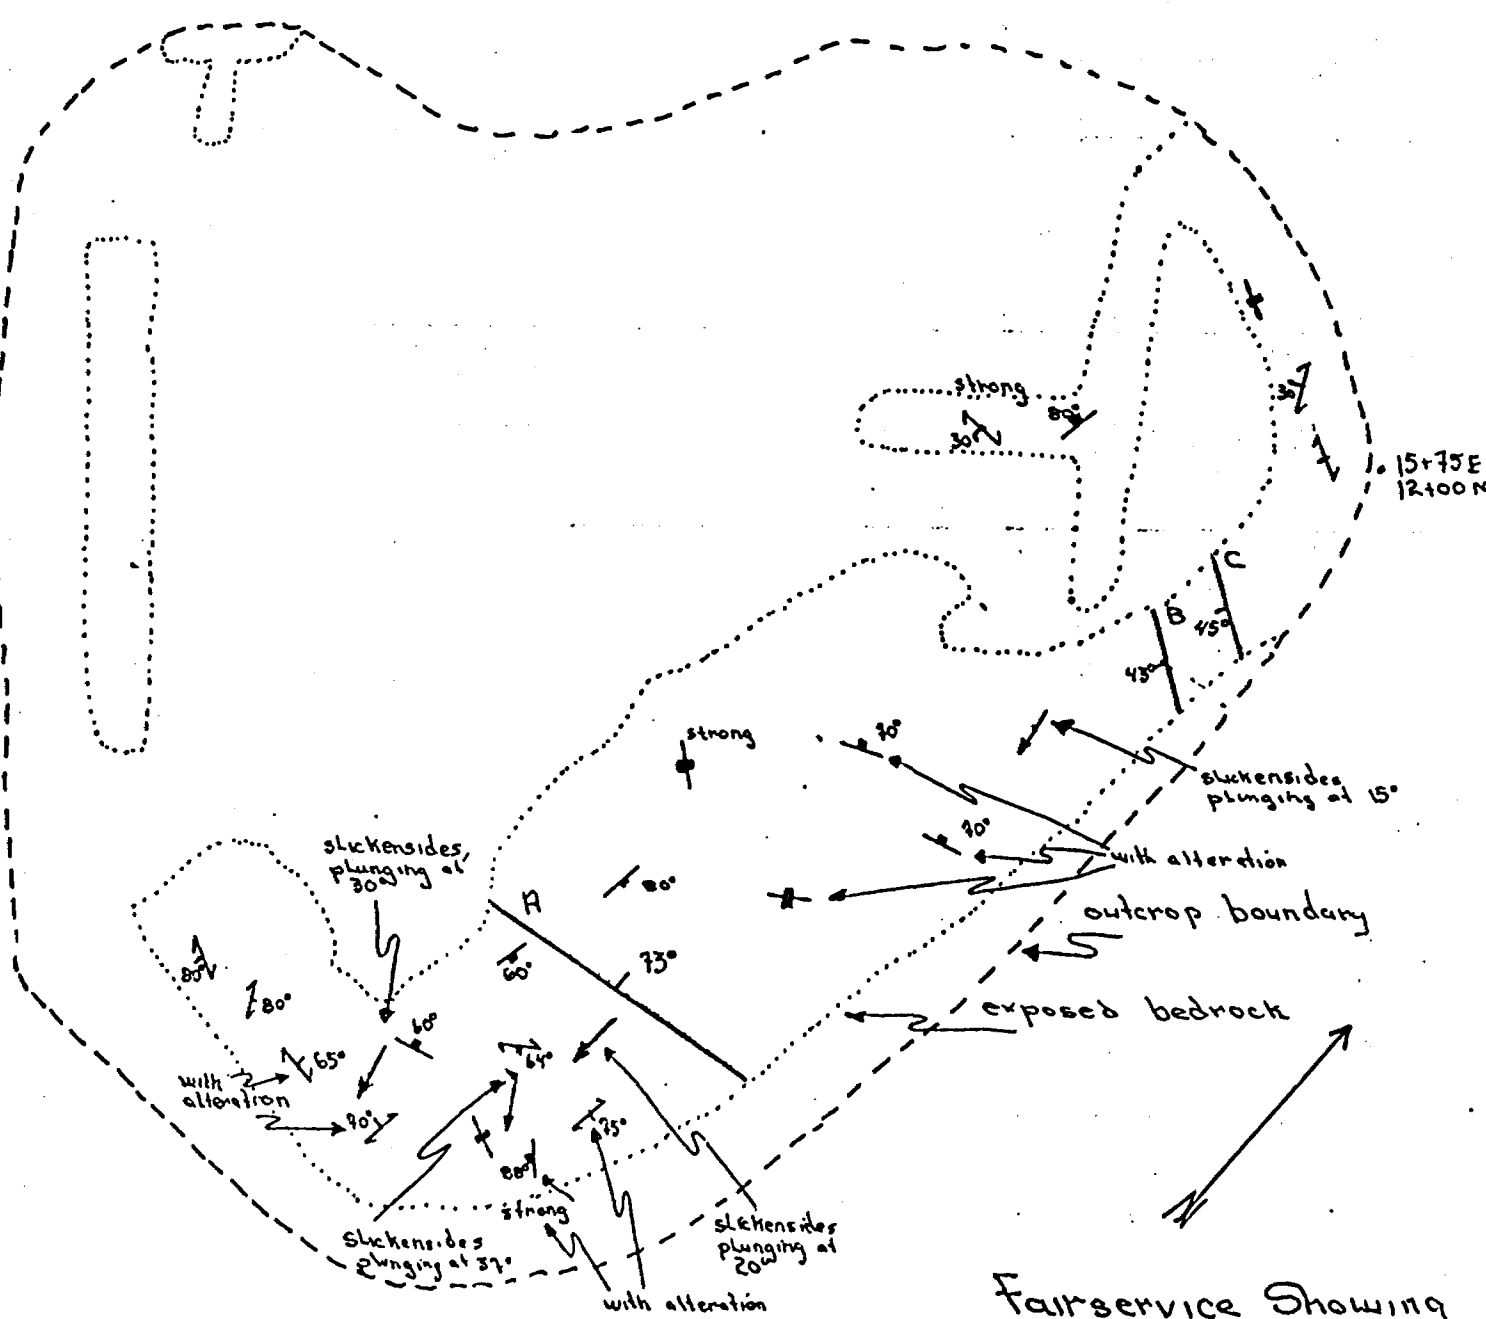 strong
80°
30
30
15+75E
12+00N
C
B
45°
43°
strong
70°
slickensides
plunging at 15°
slickensides
plunging at
30°
70°
with alteration
80°
A
outcrop boundary
60°
73°
80°
exposed bedrock
60°
64°
65°
with
alteration
70°
75°
80°
strong
slickensides
plunging at
20°
slickensides
plunging at 37°
with alteration
Fairservice Showing